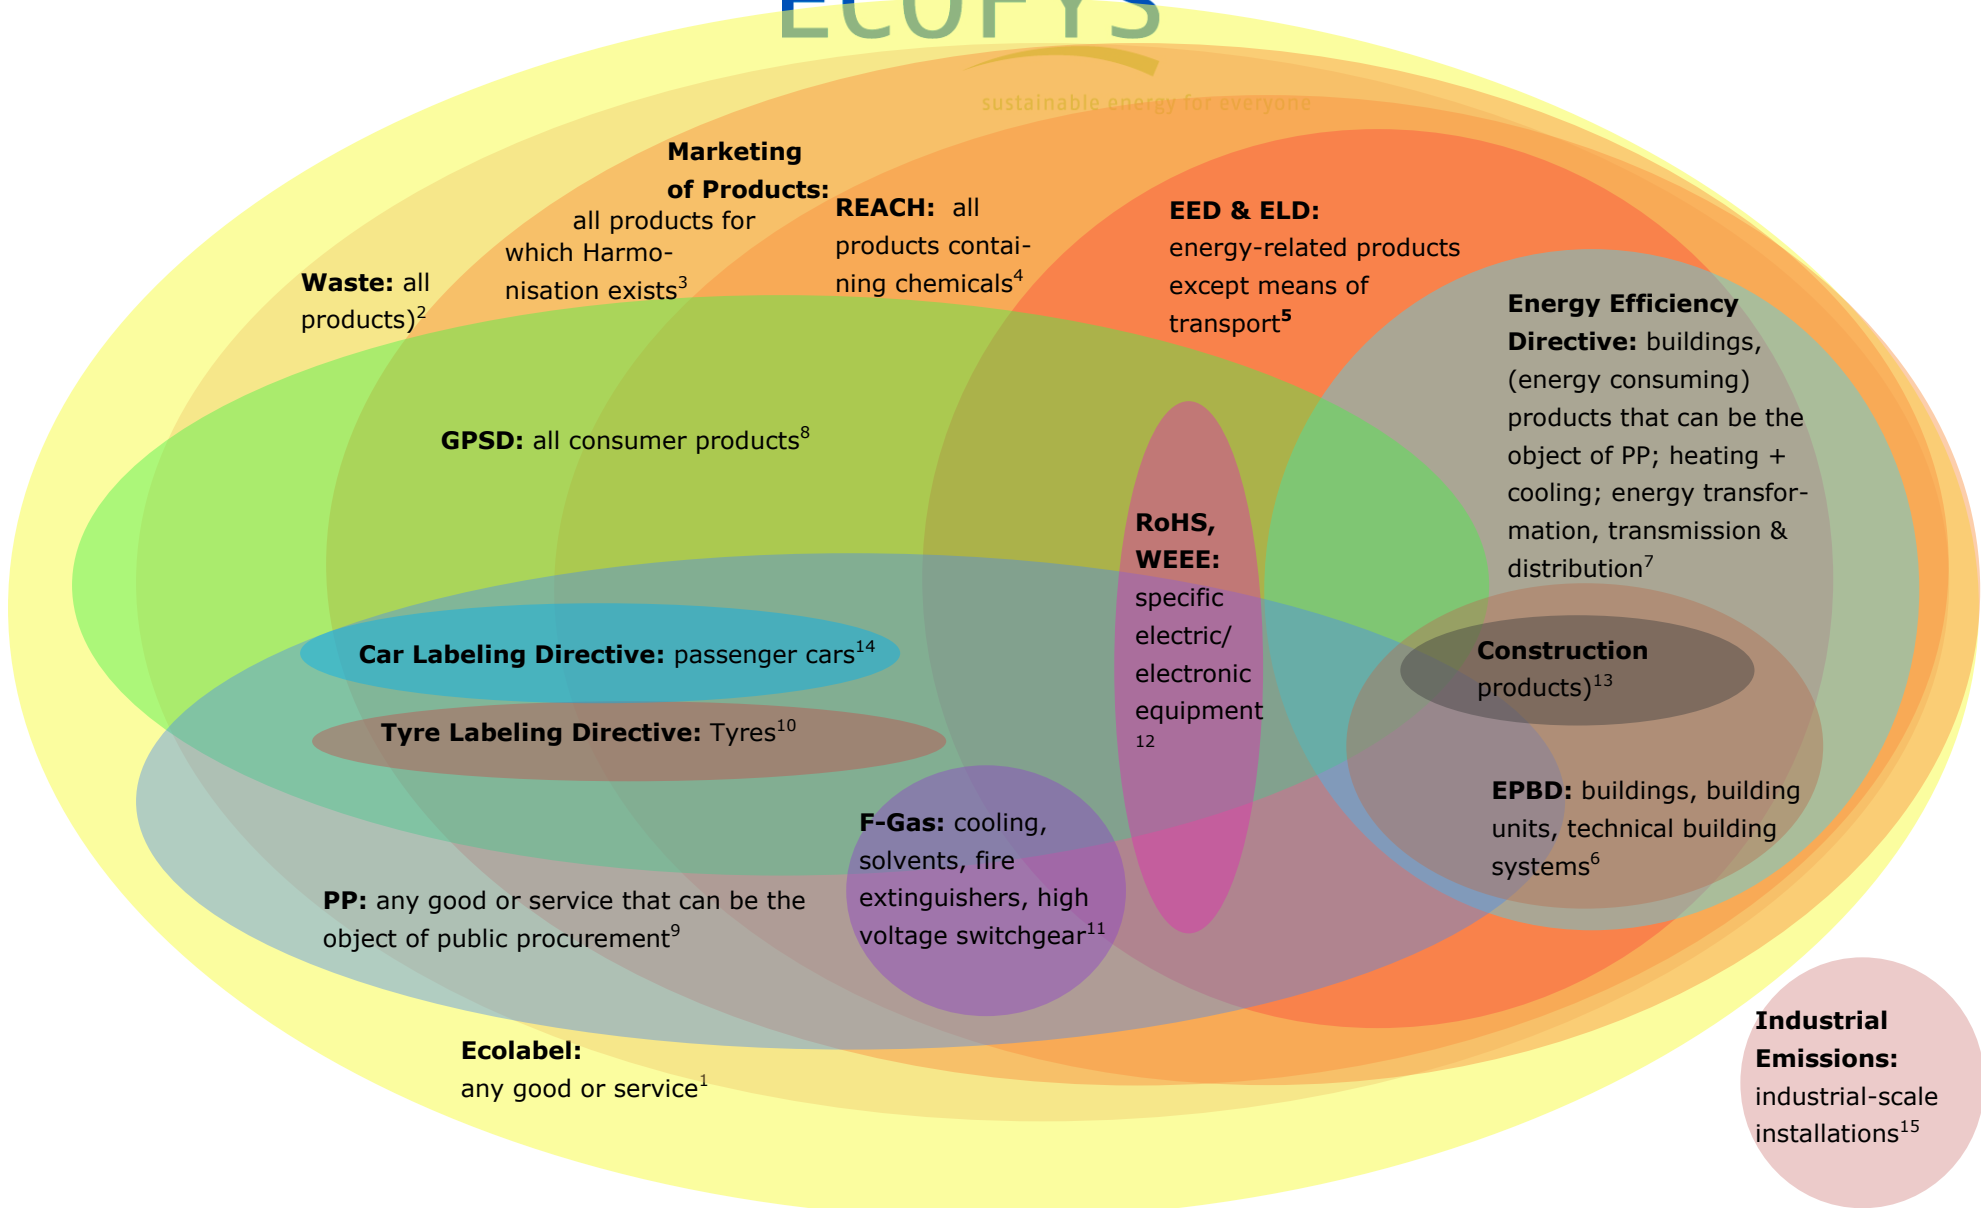 ECOFYS
sustainable energy for everyone
Marketing
of Products:
all products for
which Harmo-
nisation exists3
REACH: all
products contai-
ning chemicals4
EED & ELD:
energy-related products
except means of
transport5
Waste: all
products)2
Energy Efficiency
Directive: buildings,
(energy consuming)
products that can be the
object of PP; heating +
cooling; energy transfor-
mation, transmission &
distribution7
GPSD: all consumer products8
RoHS,
WEEE:
specific
electric/
electronic
equipment
12
Car Labeling Directive: passenger cars14
Construction
products)13
Tyre Labeling Directive: Tyres10
EPBD: buildings, building
units, technical building
systems6
F-Gas: cooling,
solvents, fire
extinguishers, high
voltage switchgear11
PP: any good or service that can be the
object of public procurement9
Ecolabel:
any good or service1
Industrial
Emissions:
industrial-scale
installations15